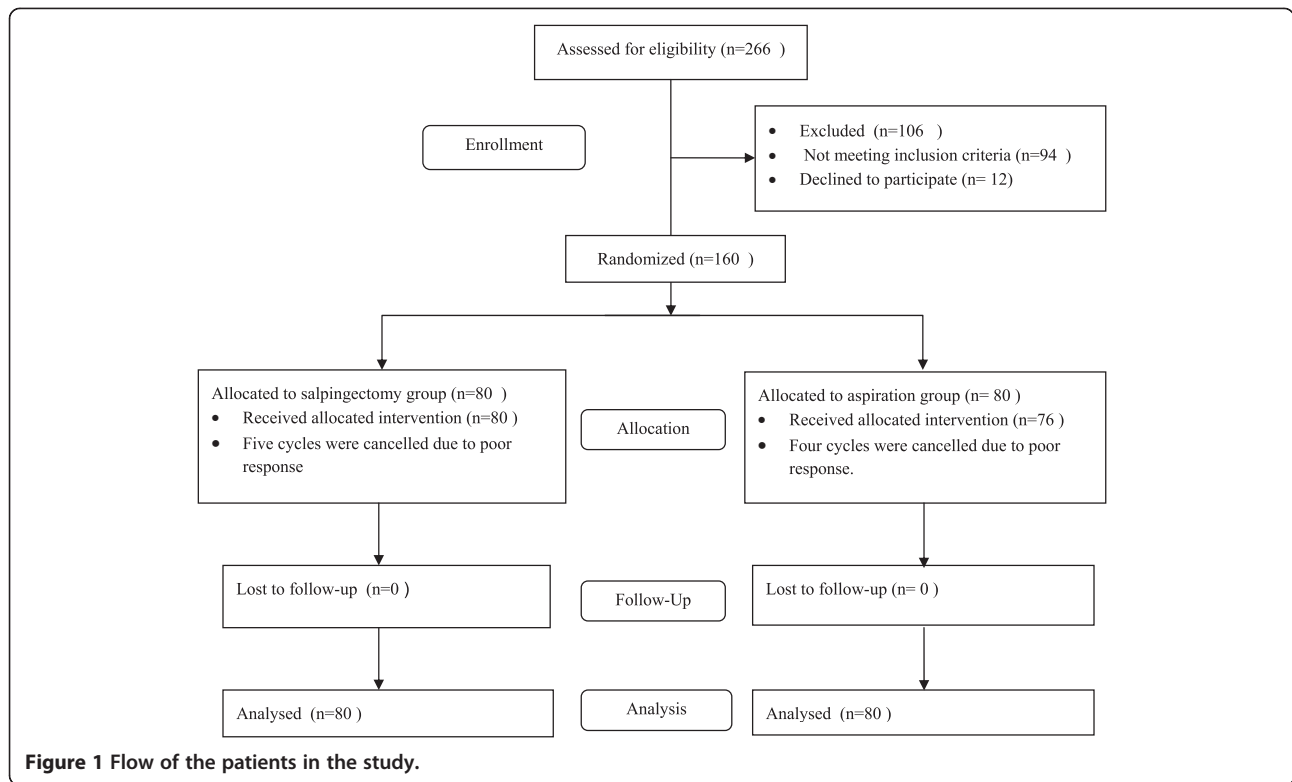 Assessed for eligibility (n=266  )
Enrollment
• Excluded (n=106   )
• Not meeting inclusion criteria (n=94   )
• Declined to participate (n= 12)
Randomized (n=160   )
Allocated to salpingectomy group (n=80  )
• Received allocated intervention (n=80 )
• Five cycles were cancelled due to poor
response
Allocation
Allocated to aspiration group (n= 80 )
• Received allocated intervention (n=76 )
• Four cycles were cancelled due to poor
response.
Lost to follow-up  (n=0   )
Follow-Up
Lost to follow-up (n= 0 )
Analysed  (n=80 )
Analysis
Analysed  (n=80 )
Figure 1 Flow of the patients in the study.